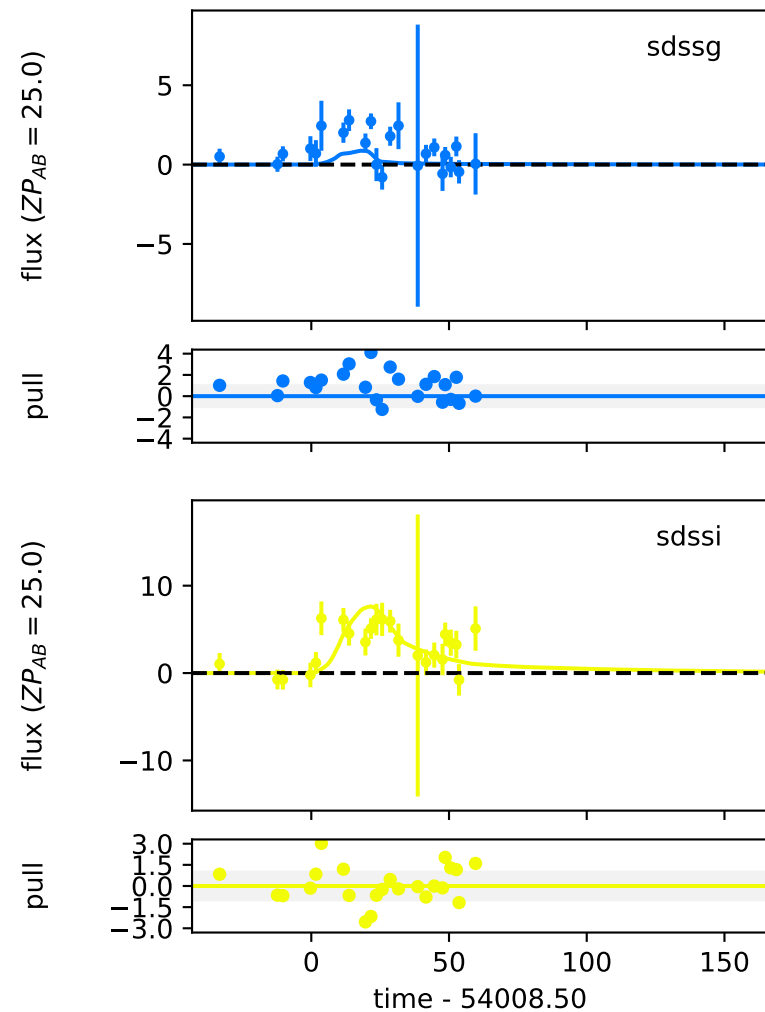 sdssg
flux (ZP_AB = 25.0)
5
0
−5
pull
4
2
0
−2
−4
sdssi
flux (ZP_AB = 25.0)
10
0
−10
pull
3.0
1.5
0.0
−1.5
−3.0
0 50 100 150
time - 54008.50